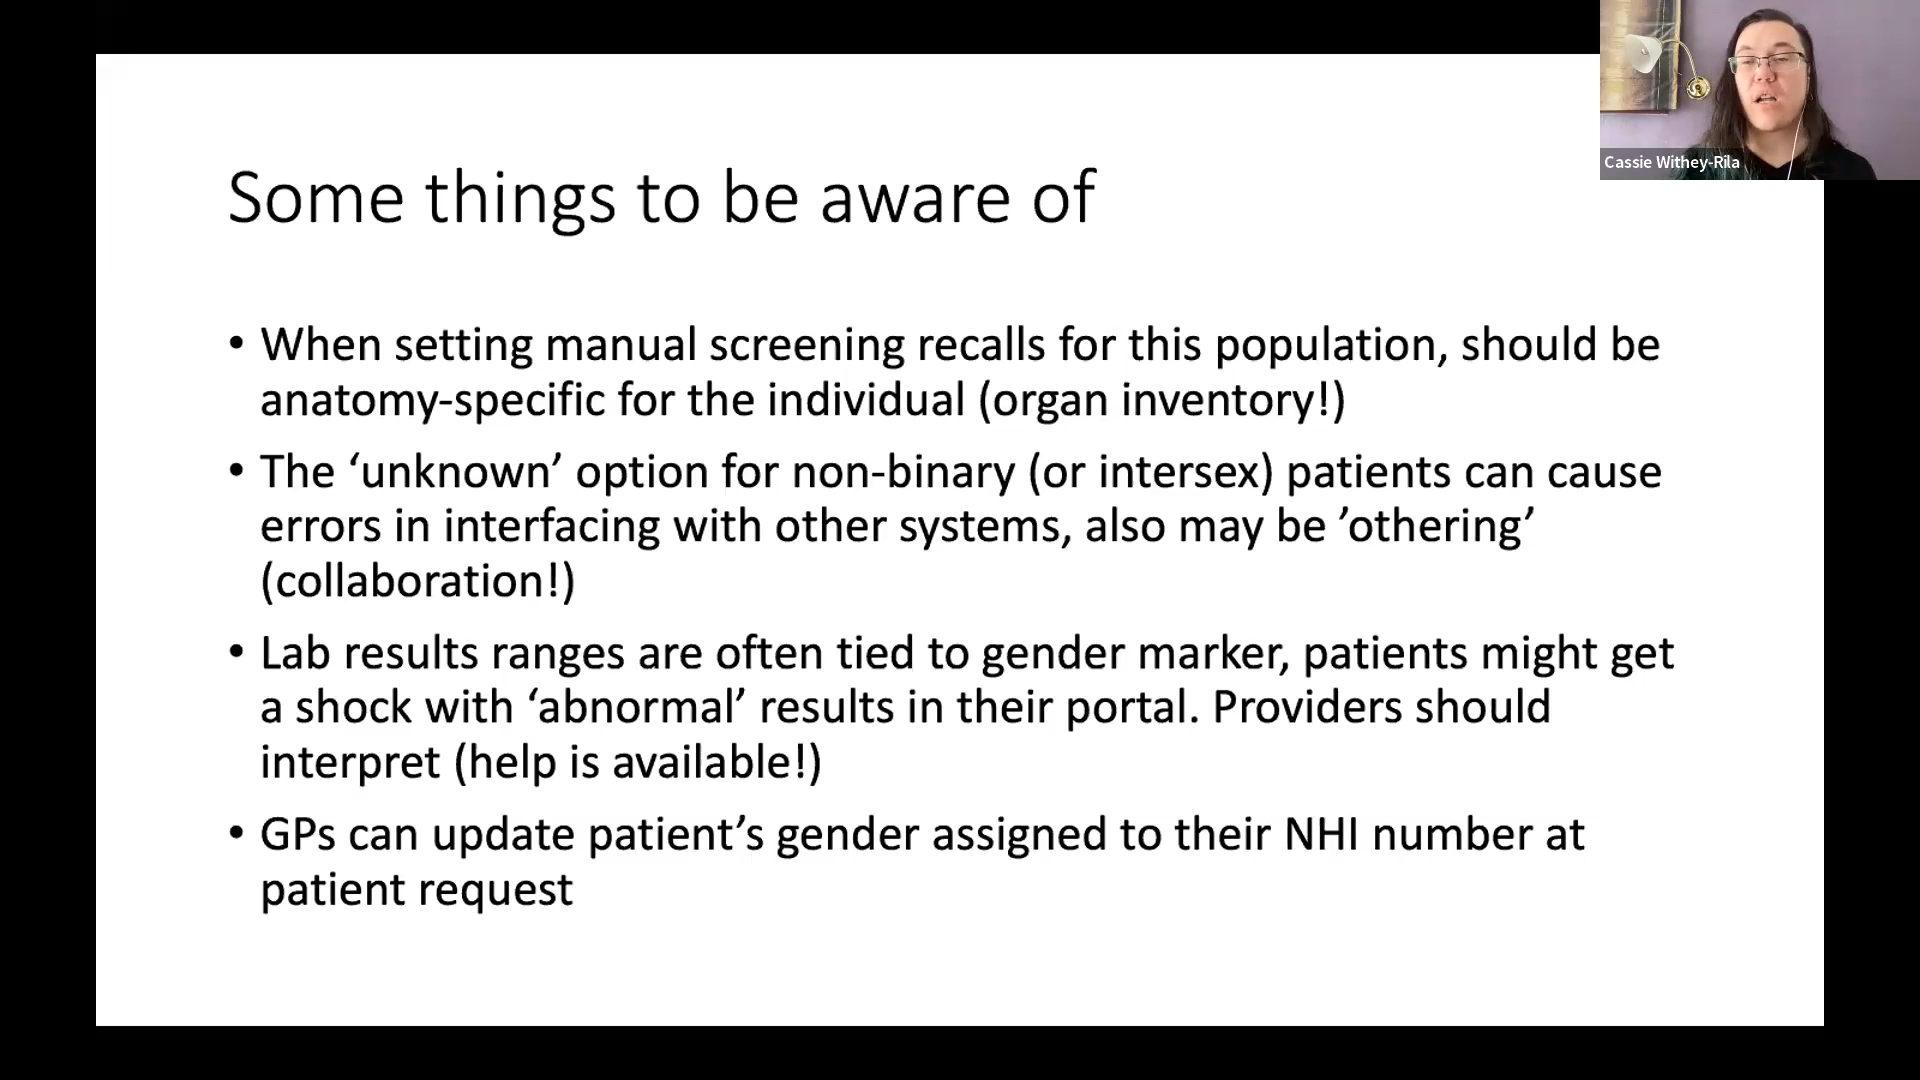 Cassie Withey-Rila
Some things to be aware of
• When setting manual screening recalls for this population, should be
anatomy-specific for the individual (organ inventory!)
• The ‘unknown’ option for non-binary (or intersex) patients can cause
errors in interfacing with other systems, also may be ’othering’
(collaboration!)
• Lab results ranges are often tied to gender marker, patients might get
a shock with ‘abnormal’ results in their portal. Providers should
interpret (help is available!)
• GPs can update patient’s gender assigned to their NHI number at
patient request